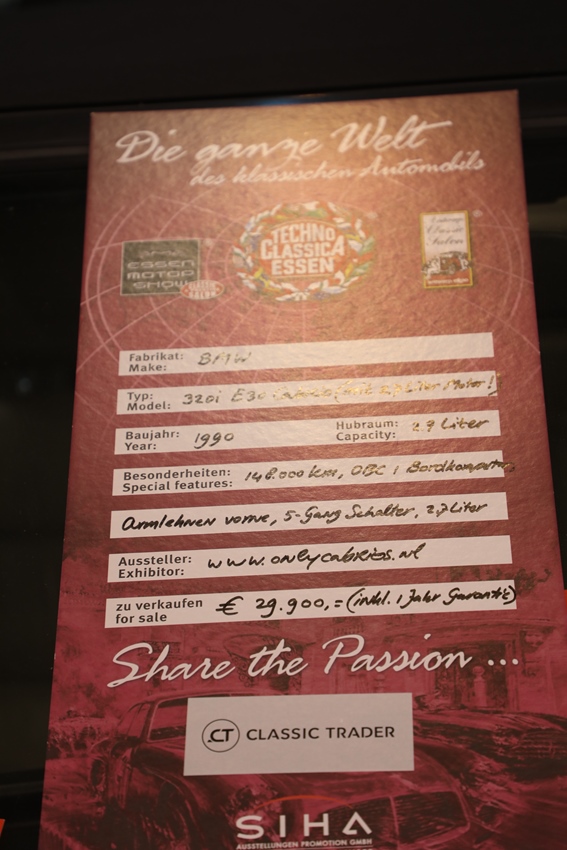 Die ganze Welt
des klassischen Automobils
ESSEN
MOTOR
SHOW
TECHNO
CLASSICA
ESSEN
Fabrikat: BMW
Make:
Typ: 320i E30 Cabrio (mit 2,7 Liter Motor!)
Model:
Baujahr: 1990 Hubraum: 2.7 Liter
Year: Capacity:
Besonderheiten: 148.000 km, OBC / Bordkomputer
Special features:
Armlehnen vorne, 5-Gang Schalter, 2,7 Liter
Aussteller: www.onlycabrios.nl
Exhibitor:
zu verkaufen € 29.900,= (inkl. 1 Jahr Garantie)
for sale
Share the Passion ...
CT CLASSIC TRADER
SIHA
AUSSTELLUNGEN PROMOTION GMBH